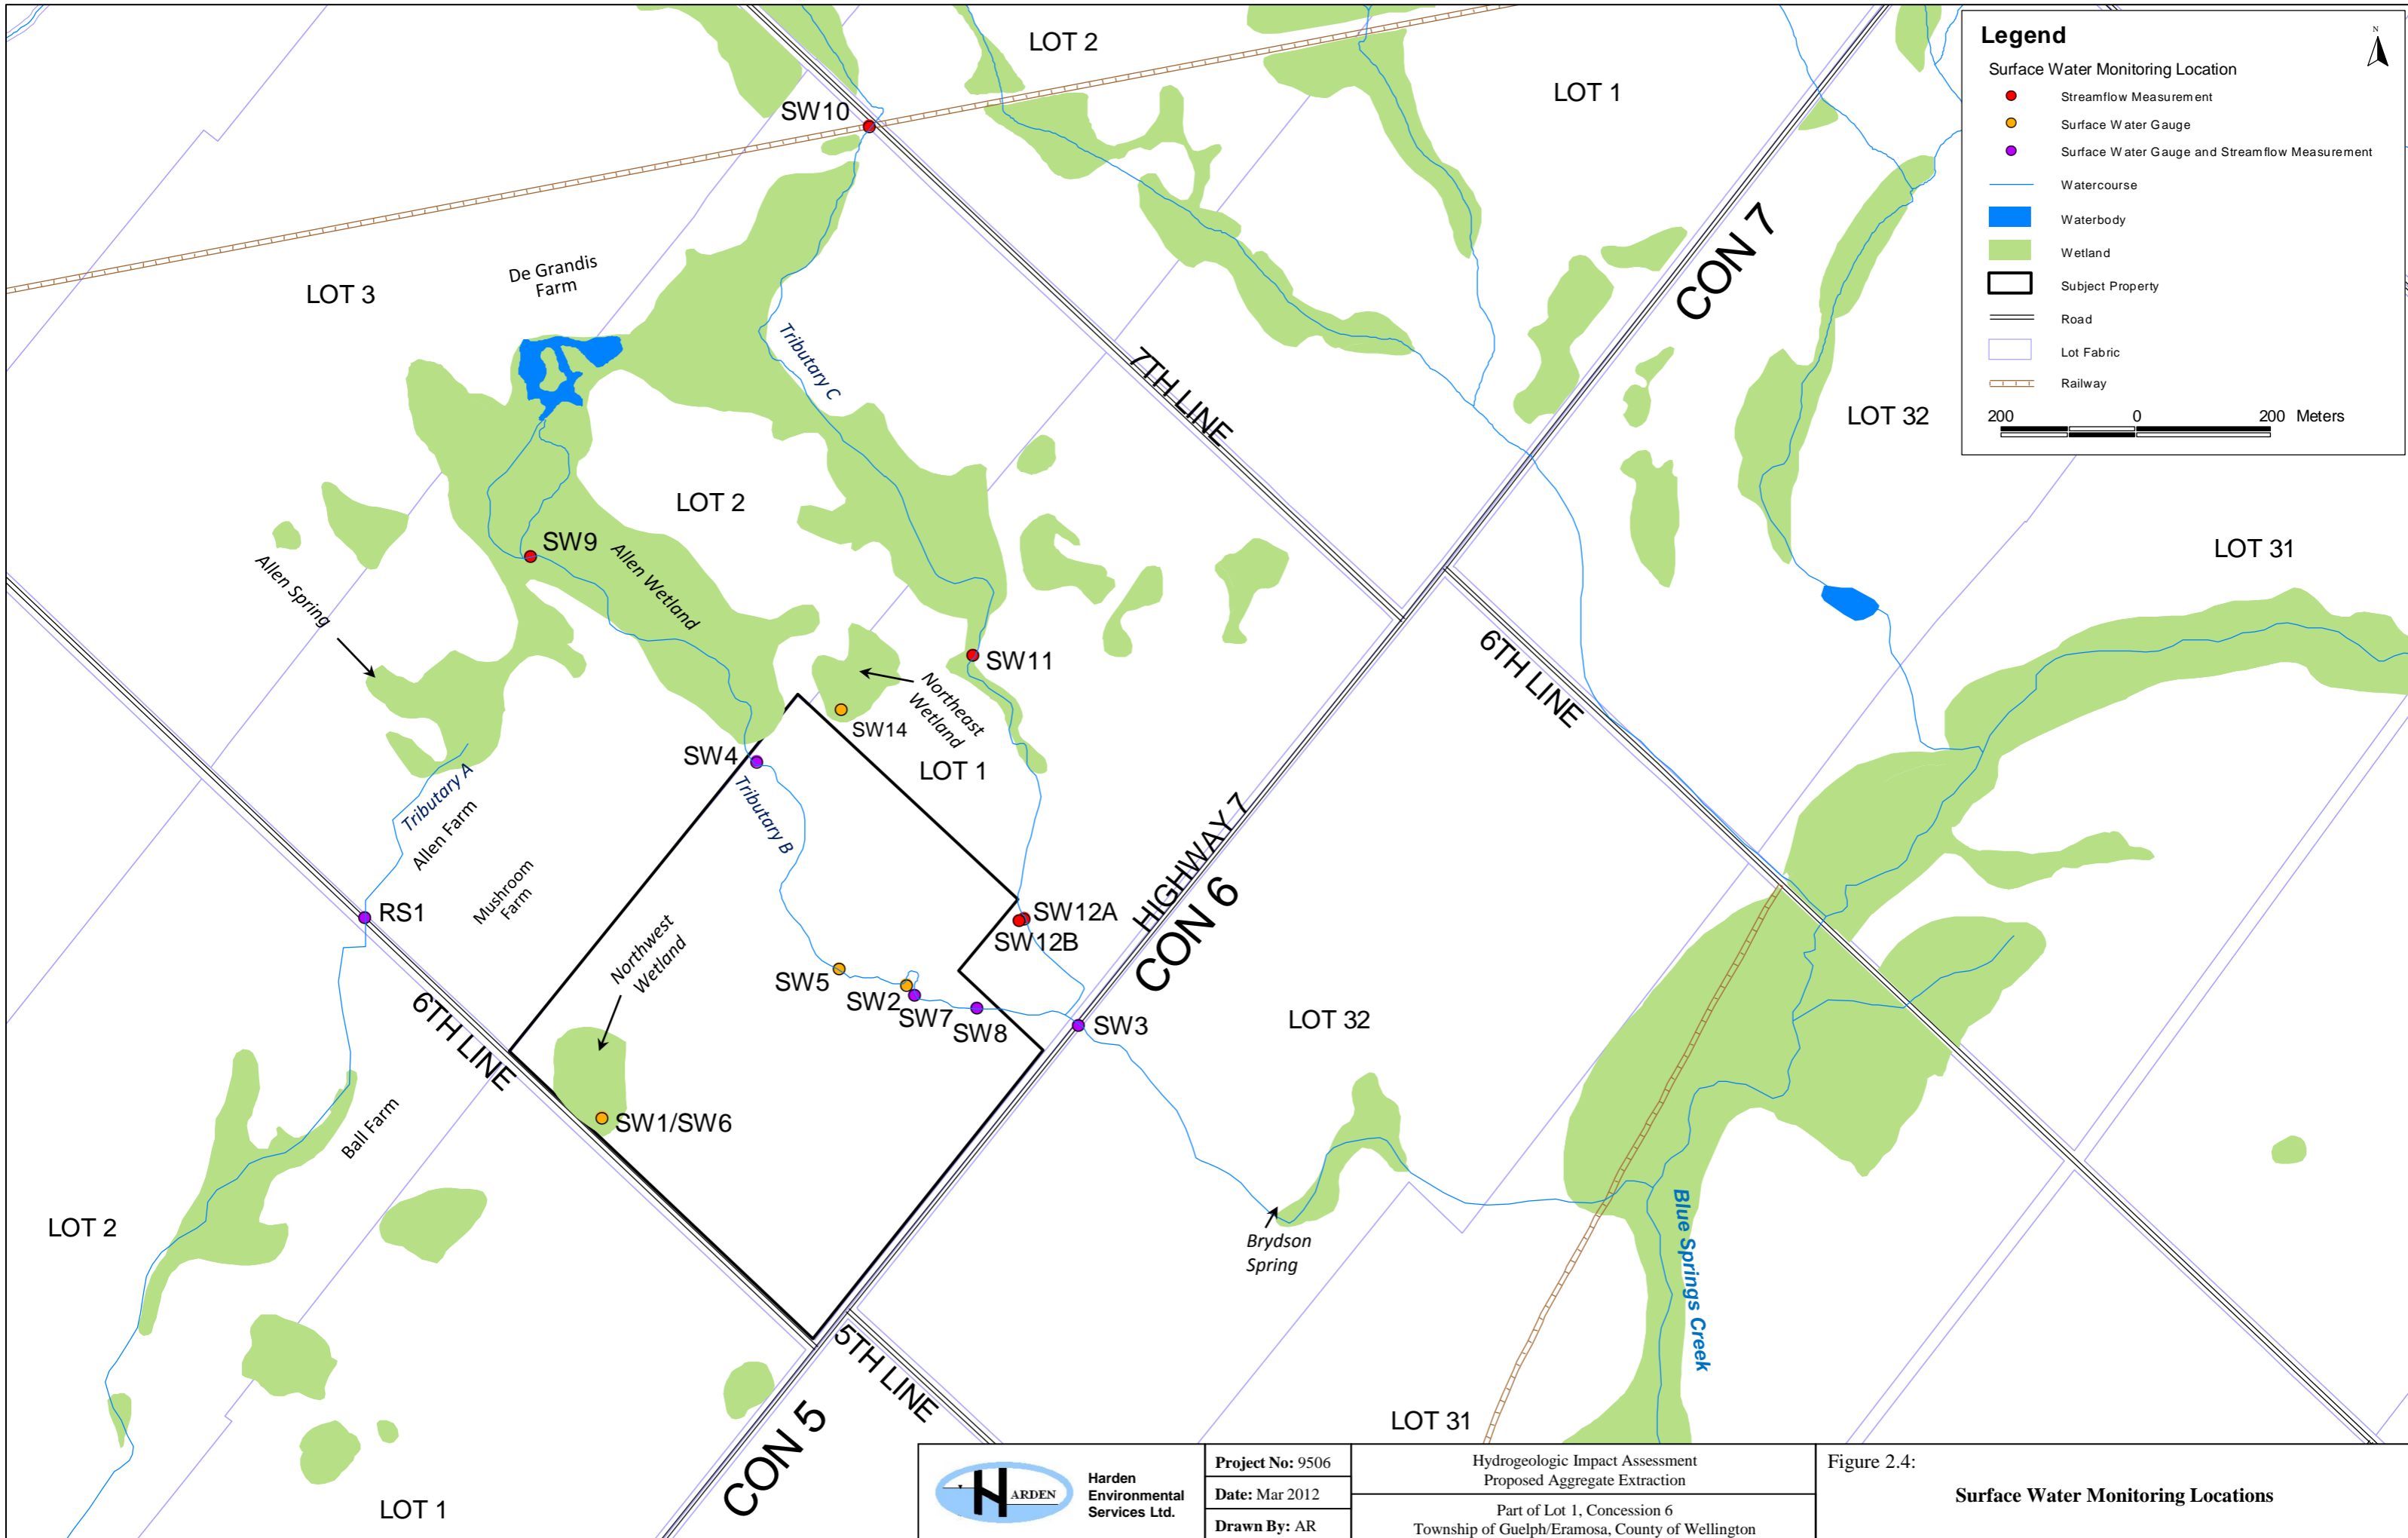 LOT 2
LOT 1
SW10
CON 7
De Grandis
Farm
LOT 3
Tributary C
7TH LINE
LOT 32
LOT 2
SW9
Allen Wetland
LOT 31
Allen Spring
6TH LINE
SW11
Northeast
Wetland
SW14
SW4
LOT 1
Tributary A
Tributary B
Allen Farm
HIGHWAY 7
CON 6
Mushroom
Farm
RS1
SW12A
SW12B
Northwest
Wetland
SW5
SW2
SW7
SW8
SW3
LOT 32
6TH LINE
SW1/SW6
Ball Farm
LOT 2
Brydson
Spring
Blue Springs Creek
5TH LINE
CON 5
LOT 31
LOT 1
Legend
N
Surface Water Monitoring Location
Streamflow Measurement
Surface Water Gauge
Surface Water Gauge and Streamflow Measurement
Watercourse
Waterbody
Wetland
Subject Property
Road
Lot Fabric
Railway
200 0 200 Meters
HARDEN
Harden
Environmental
Services Ltd.
Project No: 9506
Date: Mar 2012
Drawn By: AR
Hydrogeologic Impact Assessment
Proposed Aggregate Extraction
Part of Lot 1, Concession 6
Township of Guelph/Eramosa, County of Wellington
Figure 2.4:
Surface Water Monitoring Locations